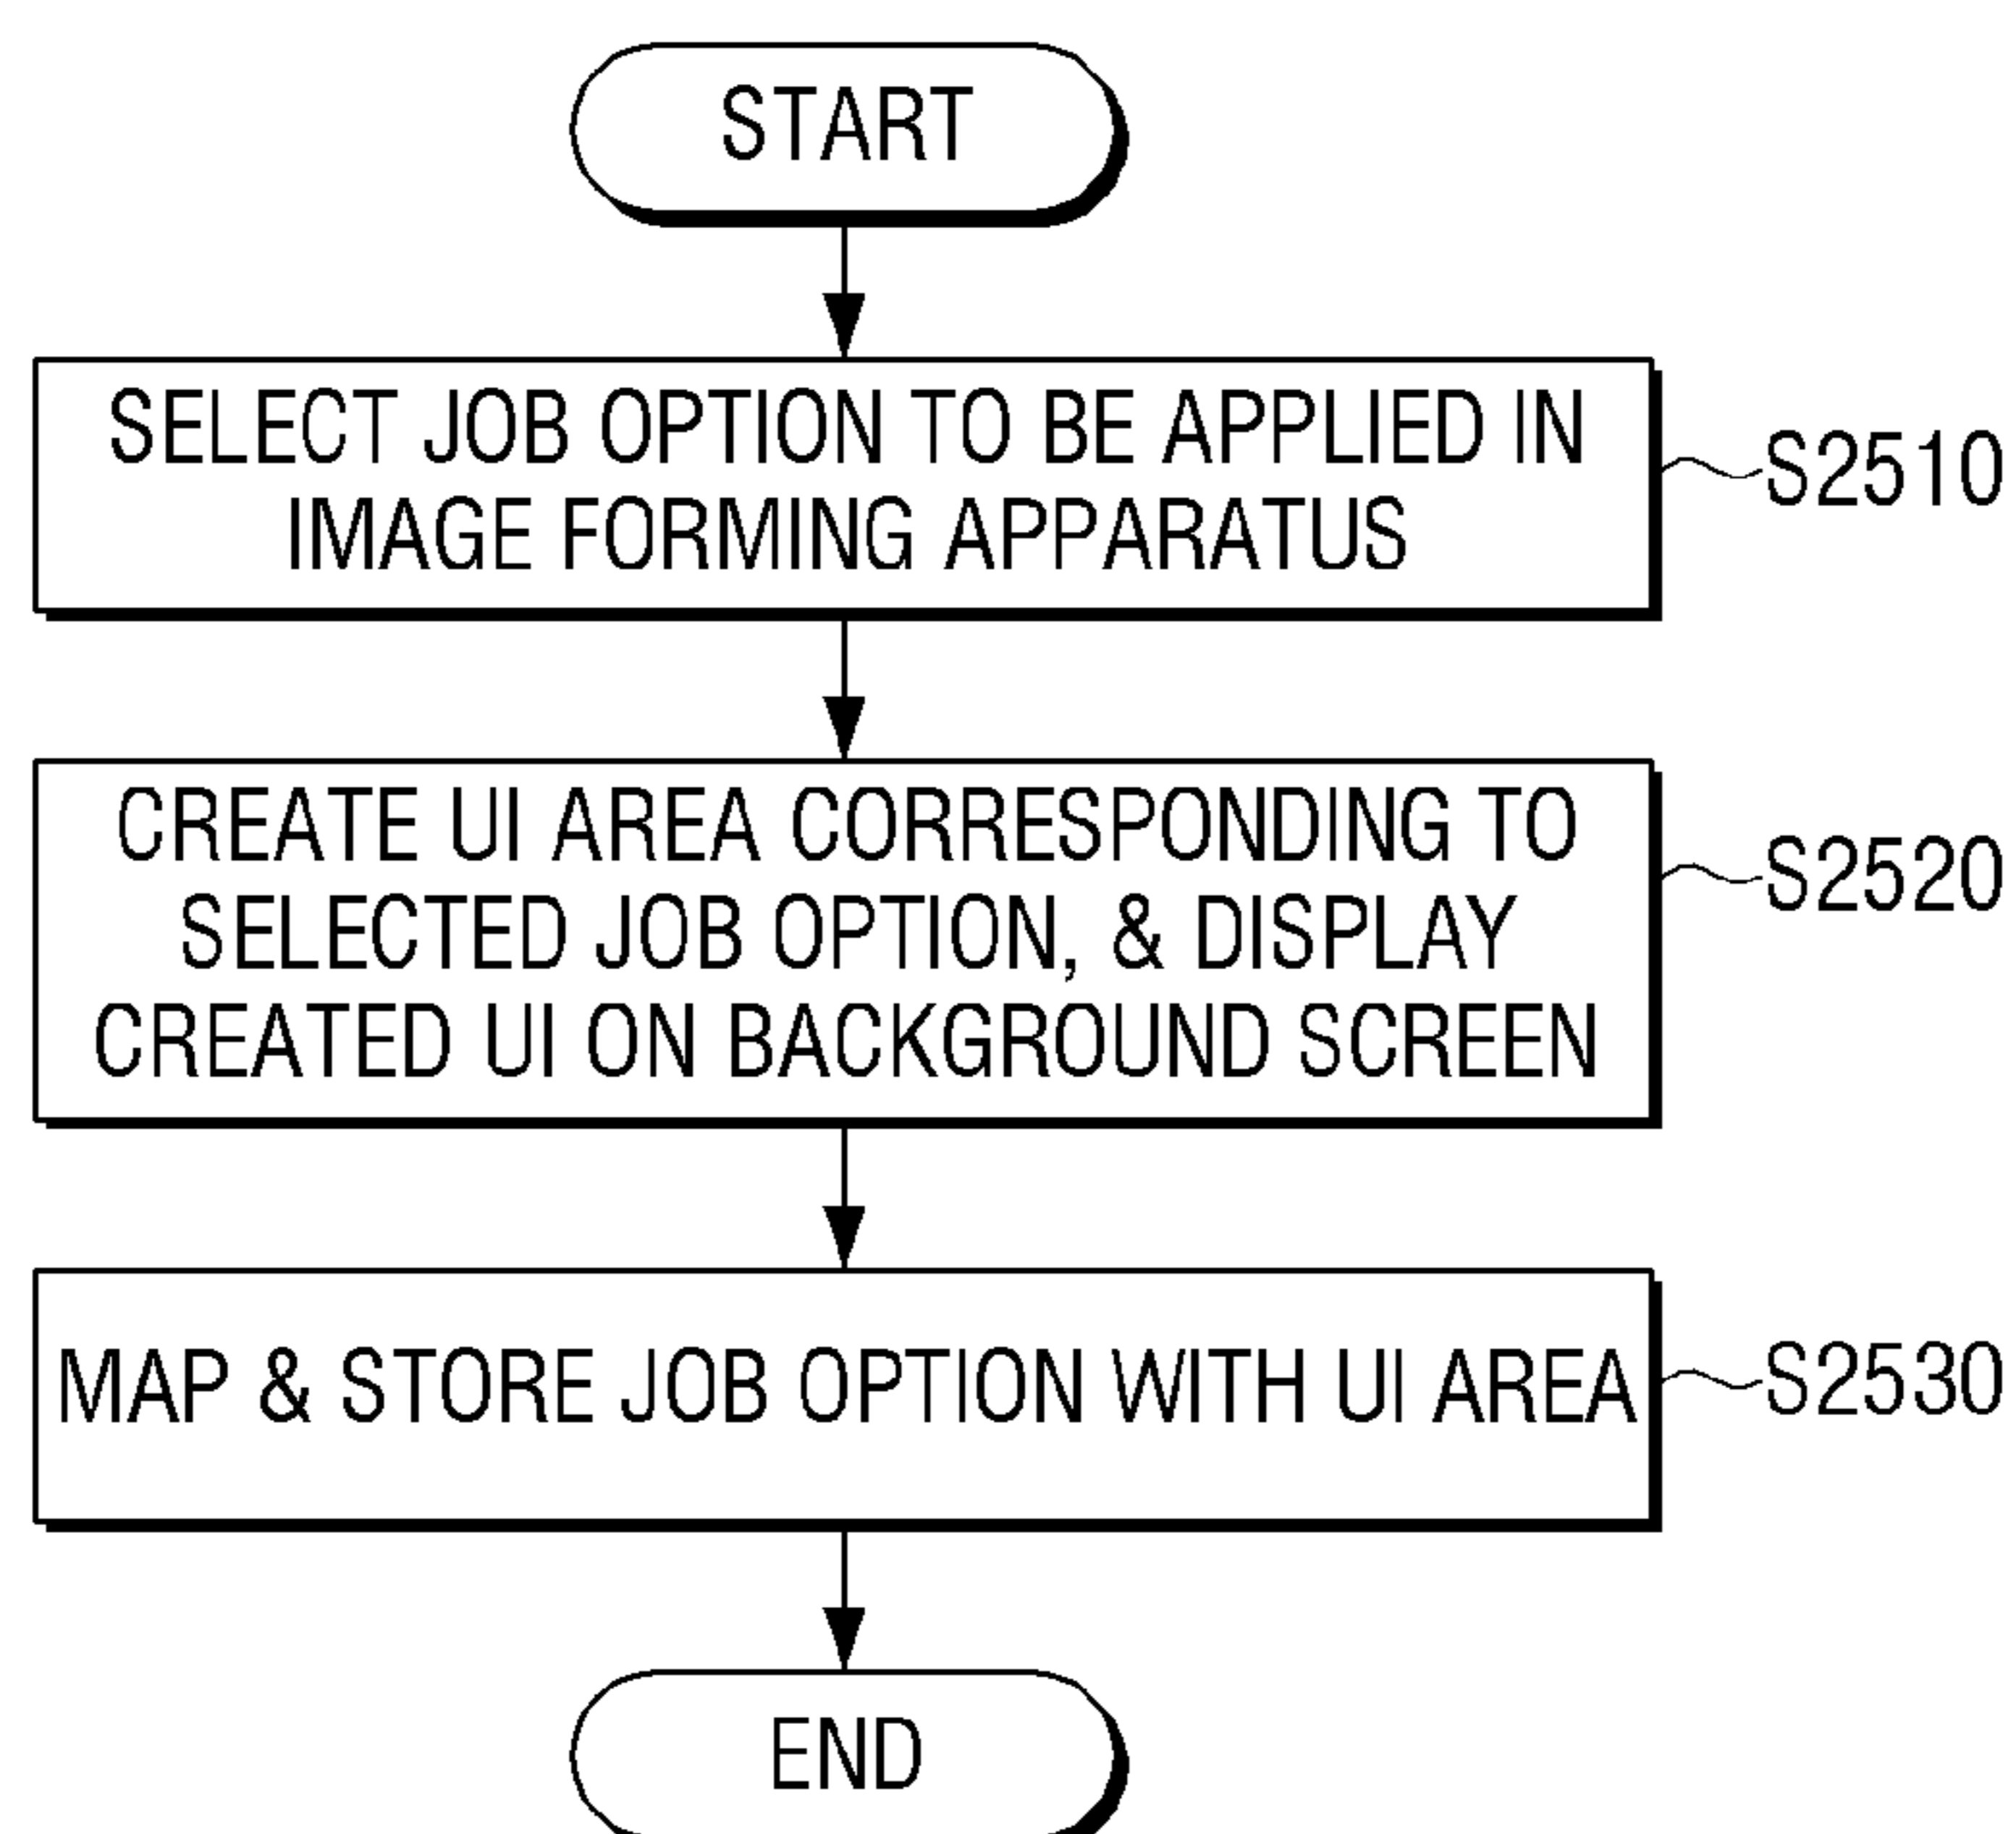 START
SELECT JOB OPTION TO BE APPLIED IN
IMAGE FORMING APPARATUS
S2510
CREATE UI AREA CORRESPONDING TO
SELECTED JOB OPTION, & DISPLAY
CREATED UI ON BACKGROUND SCREEN
S2520
MAP & STORE JOB OPTION WITH UI AREA
S2530
END